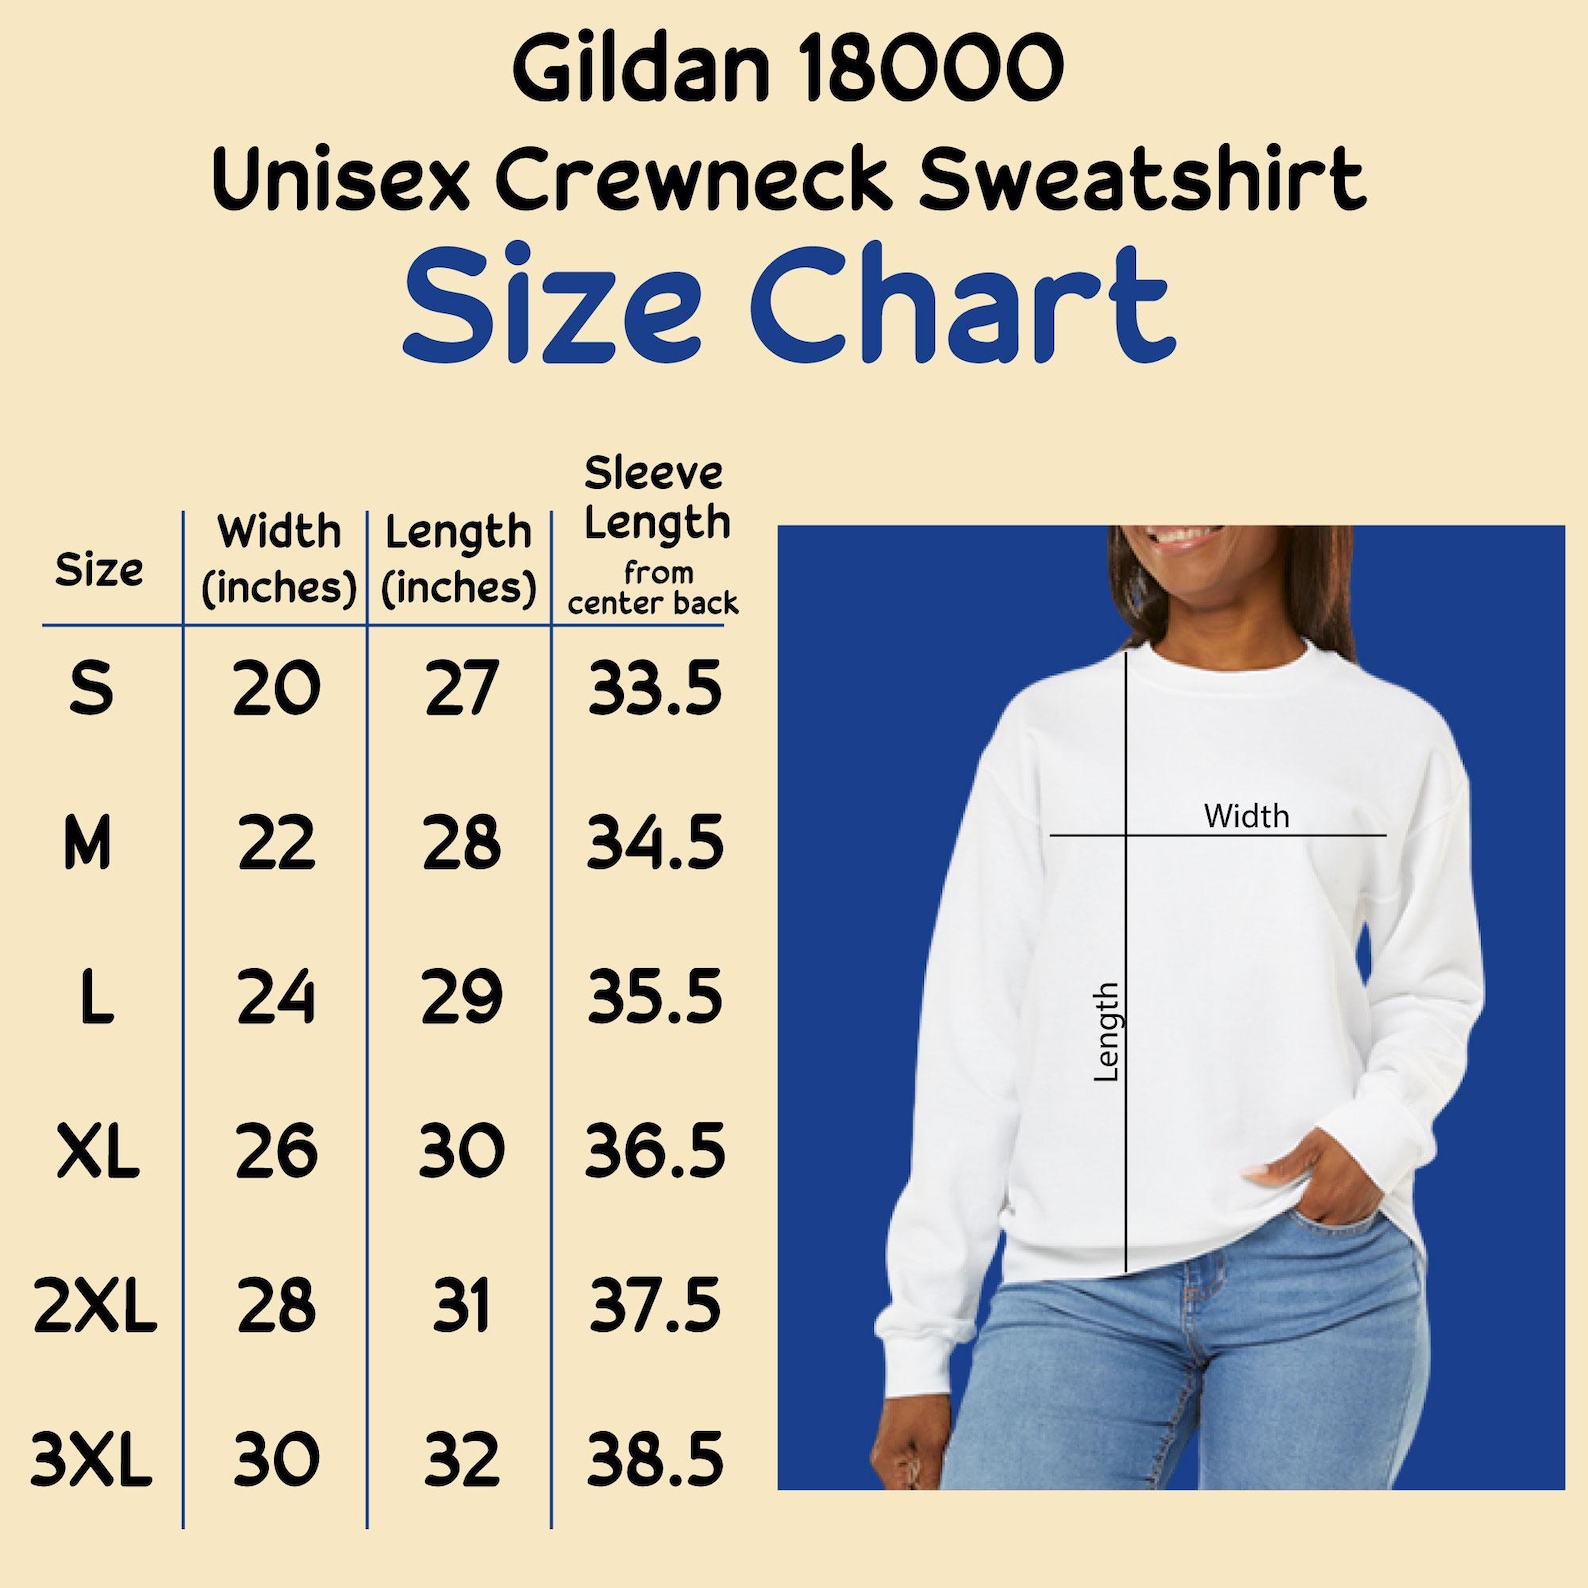 Gildan 18000
Unisex Crewneck Sweatshirt
Size Chart
Size
Width
(inches)
Length
(inches)
Sleeve
Length
from
center back
S 20 27 33.5
M 22 28 34.5
L 24 29 35.5
XL 26 30 36.5
2XL 28 31 37.5
3XL 30 32 38.5
Width
Length